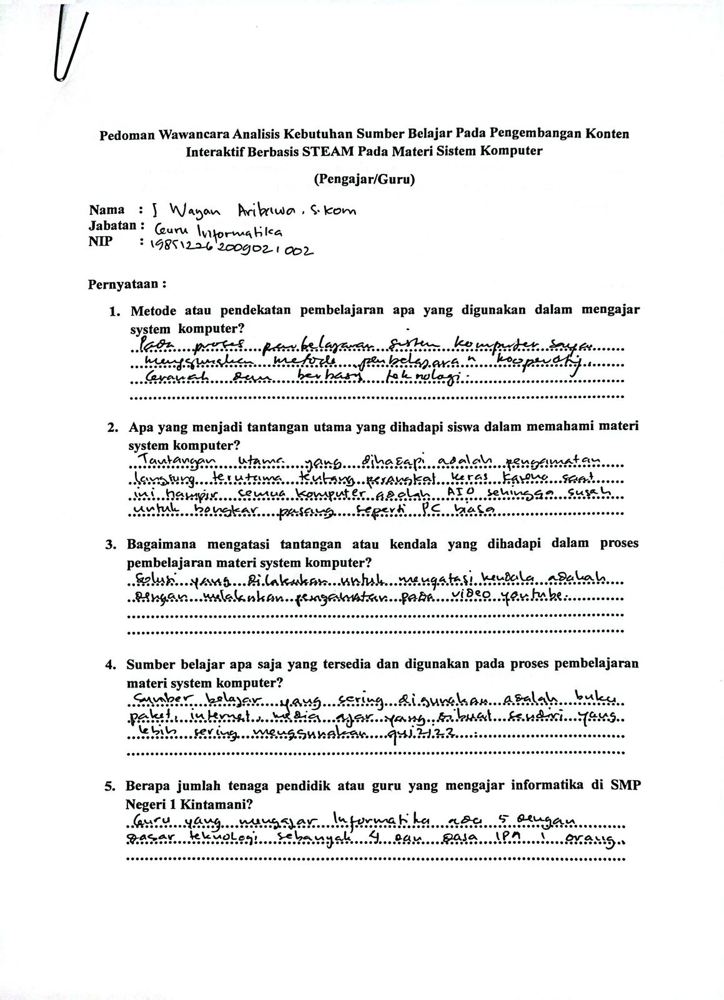 Pedoman Wawancara Analisis Kebutuhan Sumber Belajar Pada Pengembangan Konten
Interaktif Berbasis STEAM Pada Materi Sistem Komputer
(Pengajar/Guru)
Nama : I Wayan S.Kom
Jabatan : Guru Informatika
NIP : 19851226 2009021 002
Pernyataan :
1. Metode atau pendekatan pembelajaran apa yang digunakan dalam mengajar
system komputer?
Pada proses pembelajaran sistem komputer saya
menggunakan metode pembelajaran kooperatif,
ceramah dan berbasis teknologi.
2. Apa yang menjadi tantangan utama yang dihadapi siswa dalam memahami materi
system komputer?
Tantangan utama yang dihadapi adalah pengamatan
langsung terutama tentang perangkat keras karena saat
ini hampir semua komputer adalah AIO sehingga susah
untuk bongkar pasang seperti PC biasa
3. Bagaimana mengatasi tantangan atau kendala yang dihadapi dalam proses
pembelajaran materi system komputer?
Solusi yang dilakukan untuk mengatasi kendala adalah
dengan melakukan pengamatan pada video youtube.
4. Sumber belajar apa saja yang tersedia dan digunakan pada proses pembelajaran
materi system komputer?
Sumber belajar yang sering digunakan adalah buku
paket, internet, media ajar yang dibuat sendiri yang
lebih sering menggunakan quizizz.
5. Berapa jumlah tenaga pendidik atau guru yang mengajar informatika di SMP
Negeri 1 Kintamani?
Guru yang mengajar Informatika ada 5 dengan
dasar teknologi sebanyak 4 dan dasa IPA 1 orang.